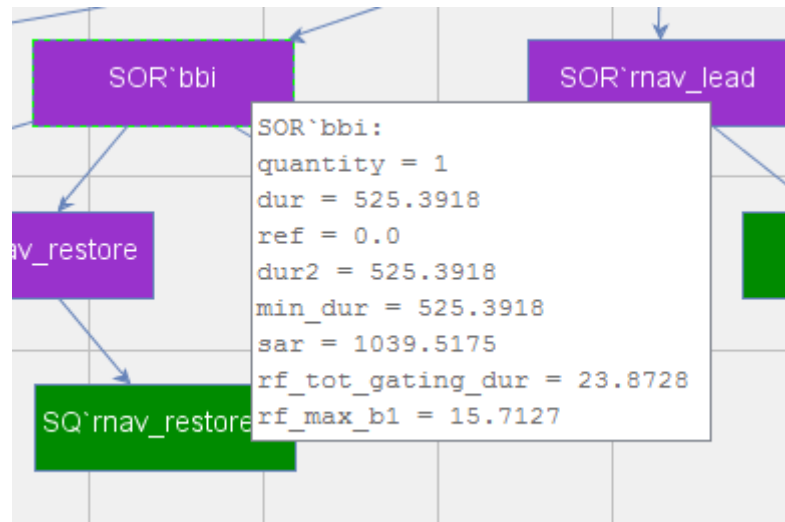 SOR`bbi
SOR`rnav_lead
SOR`bbi:
quantity = 1
dur = 525.3918
ref = 0.0
dur2 = 525.3918
min_dur = 525.3918
sar = 1039.5175
rf_tot_gating_dur = 23.8728
rf_max_b1 = 15.7127
av_restore
SQ`rnav_restore